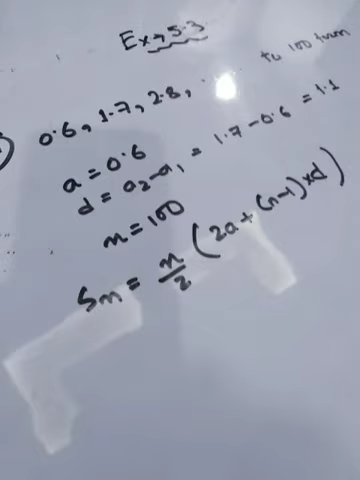 Ex → 5.3
0.6, 1.7, 2.8, . . to 100 term
a = 0.6
d = a₂-a₁ = 1.7-0.6 = 1.1
n = 100
Sn = n/2 (2a+(n-1)×d)